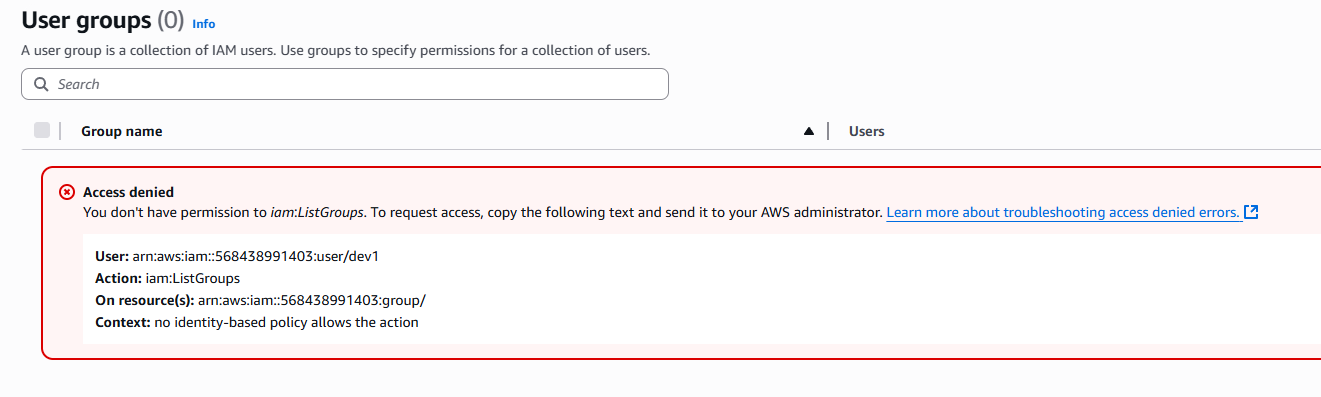 User groups (0) Info
A user group is a collection of IAM users. Use groups to specify permissions for a collection of users.
Search
Group name Users
Access denied
You don't have permission to iam:ListGroups. To request access, copy the following text and send it to your AWS administrator. Learn more about troubleshooting access denied errors.
User: arn:aws:iam::568438991403:user/dev1
Action: iam:ListGroups
On resource(s): arn:aws:iam::568438991403:group/
Context: no identity-based policy allows the action